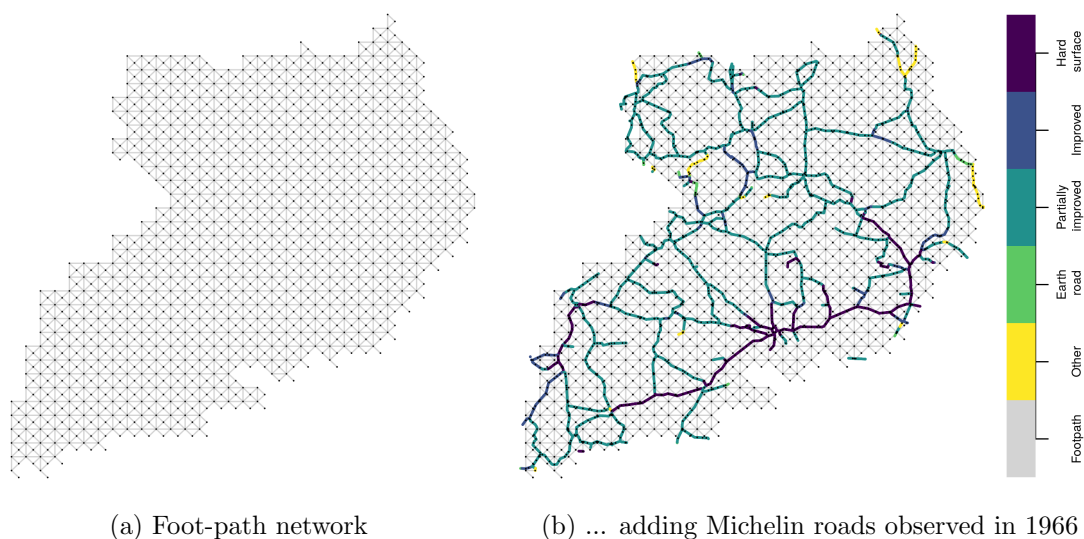 Hard
surface
Improved
Partially
improved
Earth
road
Other
Footpath
(a) Foot-path network
(b) ... adding Michelin roads observed in 1966